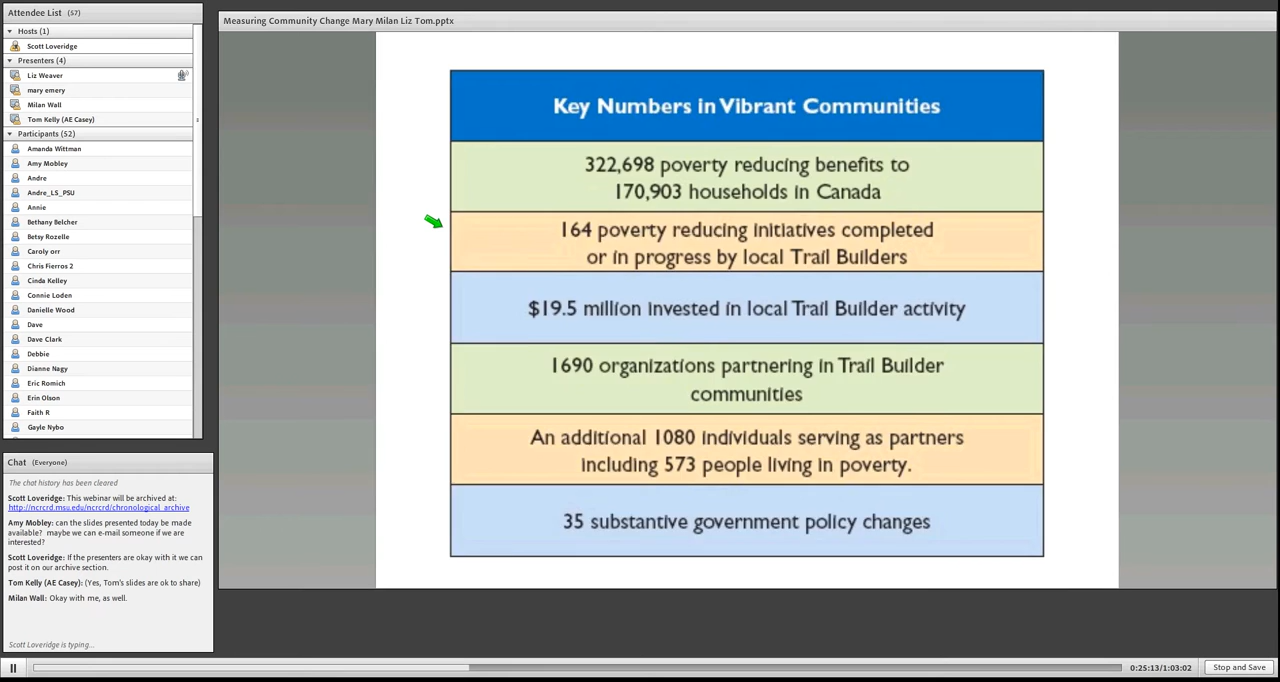 Attendee List (57)
Hosts (1)
Scott Loveridge
Presenters (4)
Liz Weaver
mary emery
Milan Wall
Tom Kelly (AE Casey)
Participants (52)
Amanda Wittman
Amy Mobley
Andre
Andre_LS_PSU
Annie
Bethany Belcher
Betsy Rozelle
Caroly orr
Chris Fierros 2
Cinda Kelley
Connie Loden
Danielle Wood
Dave
Dave Clark
Debbie
Dianne Nagy
Eric Romich
Erin Olson
Faith R
Gayle Nybo
Chat (Everyone)
The chat history has been cleared
Scott Loveridge: This webinar will be archived at:
http://ncrcrd.msu.edu/ncrcrd/chronological_archive
Amy Mobley: can the slides presented today be made
available? maybe we can e-mail someone if we are
interested?
Scott Loveridge: If the presenters are okay with it we can
post it on our archive section.
Tom Kelly (AE Casey): (Yes, Tom's slides are ok to share)
Milan Wall: Okay with me, as well.
Scott Loveridge is typing...
Measuring Community Change Mary Milan Liz Tom.pptx
Key Numbers in Vibrant Communities
322,698 poverty reducing benefits to
170,903 households in Canada
164 poverty reducing initiatives completed
or in progress by local Trail Builders
$19.5 million invested in local Trail Builder activity
1690 organizations partnering in Trail Builder
communities
An additional 1080 individuals serving as partners
including 573 people living in poverty.
35 substantive government policy changes
0:25:13/1:03:02
Stop and Save